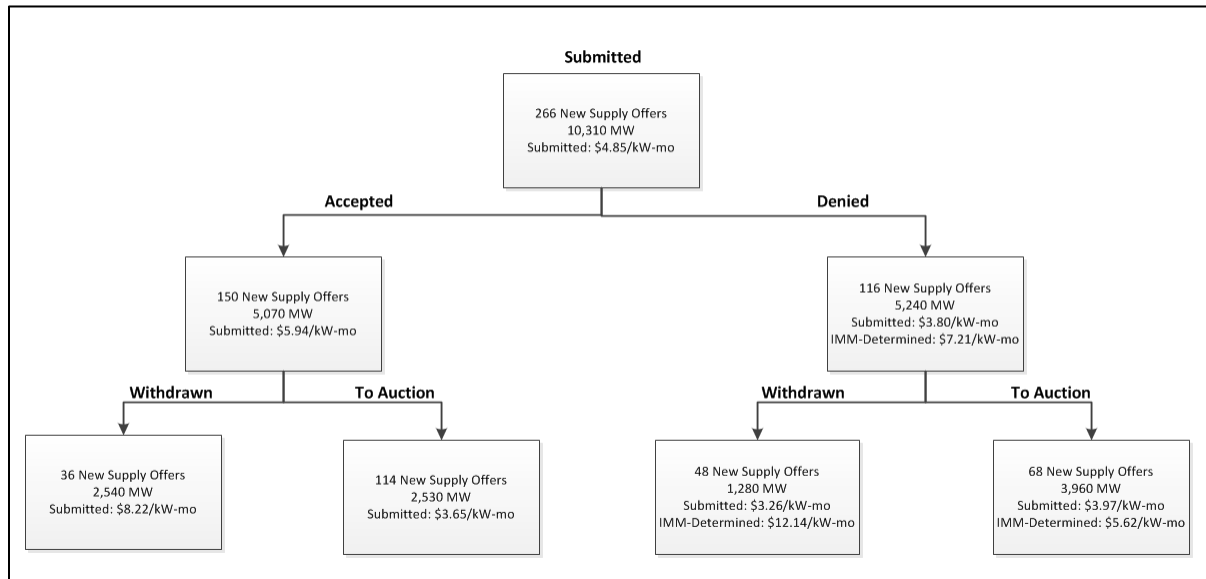 Submitted
266 New Supply Offers
10,310 MW
Submitted: $4.85/kW-mo
Accepted
Denied
150 New Supply Offers
5,070 MW
Submitted: $5.94/kW-mo
116 New Supply Offers
5,240 MW
Submitted: $3.80/kW-mo
IMM-Determined: $7.21/kW-mo
Withdrawn
To Auction
Withdrawn
To Auction
36 New Supply Offers
2,540 MW
Submitted: $8.22/kW-mo
114 New Supply Offers
2,530 MW
Submitted: $3.65/kW-mo
48 New Supply Offers
1,280 MW
Submitted: $3.26/kW-mo
IMM-Determined: $12.14/kW-mo
68 New Supply Offers
3,960 MW
Submitted: $3.97/kW-mo
IMM-Determined: $5.62/kW-mo